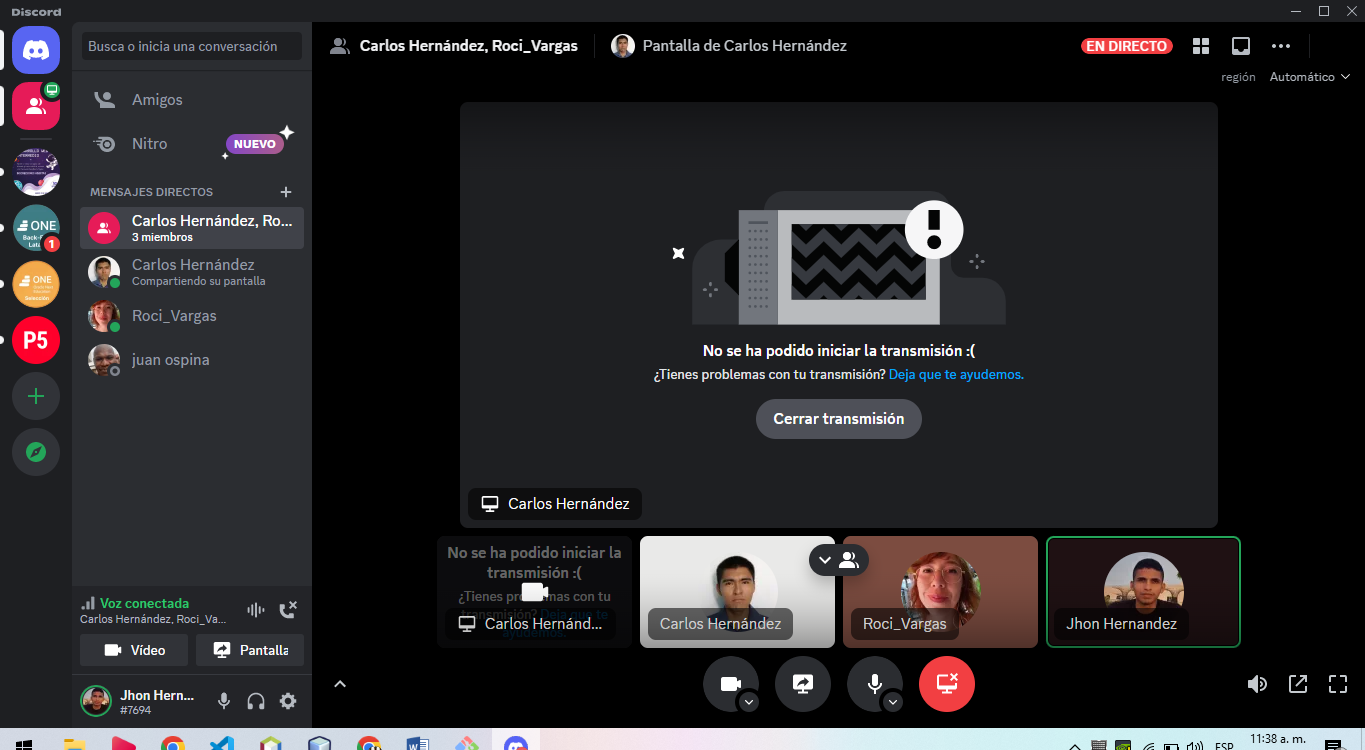 Discord
Busca o inicia una conversación
Amigos
Nitro
NUEVO
MENSAJES DIRECTOS
Carlos Hernández, Ro...
3 miembros
Carlos Hernández
Compartiendo su pantalla
Roci_Vargas
juan ospina
ONE
Back-
Lata
1
ONE
P5
Voz conectada
Carlos Hernández, Roci_Va...
Vídeo
Pantalla
Jhon Hern...
#7694
Carlos Hernández, Roci_Vargas
Pantalla de Carlos Hernández
EN DIRECTO
región
Automático
No se ha podido iniciar la transmisión :(
¿Tienes problemas con tu transmisión? Deja que te ayudemos.
Cerrar transmisión
Carlos Hernández
No se ha podido iniciar la
transmisión :(
¿Tienes problemas con tu
transmisión? Deja que te
ayudemos.
Carlos Hernánd...
Carlos Hernández
Roci_Vargas
Jhon Hernandez
ESP
11:38 a. m.